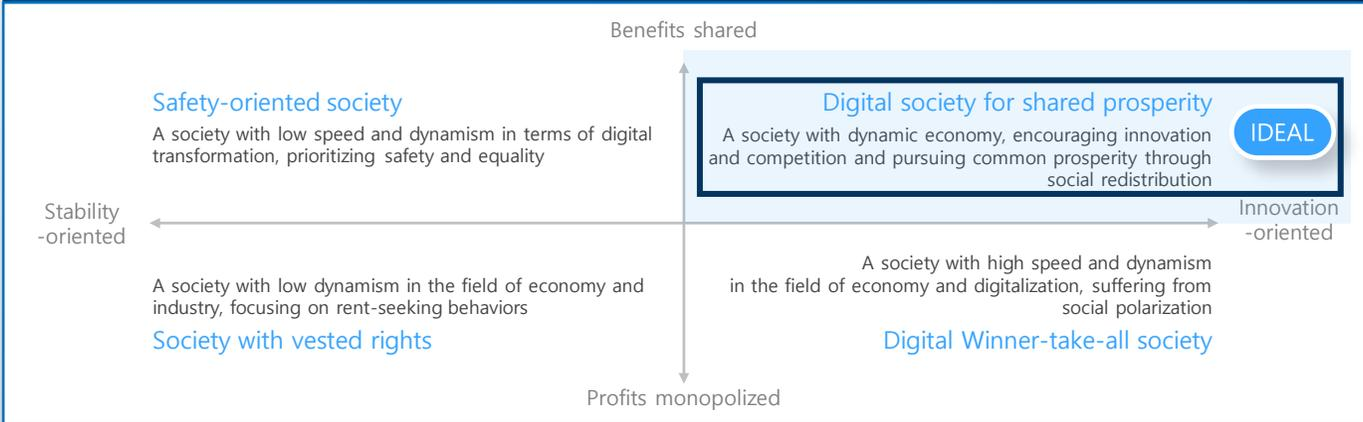 Benefits shared
Safety-oriented society
A society with low speed and dynamism in terms of digital
transformation, prioritizing safety and equality
Digital society for shared prosperity
A society with dynamic economy, encouraging innovation
and competition and pursuing common prosperity through
social redistribution
IDEAL
Stability
-oriented
Innovation
-oriented
A society with low dynamism in the field of economy and
industry, focusing on rent-seeking behaviors
Society with vested rights
A society with high speed and dynamism
in the field of economy and digitalization, suffering from
social polarization
Digital Winner-take-all society
Profits monopolized